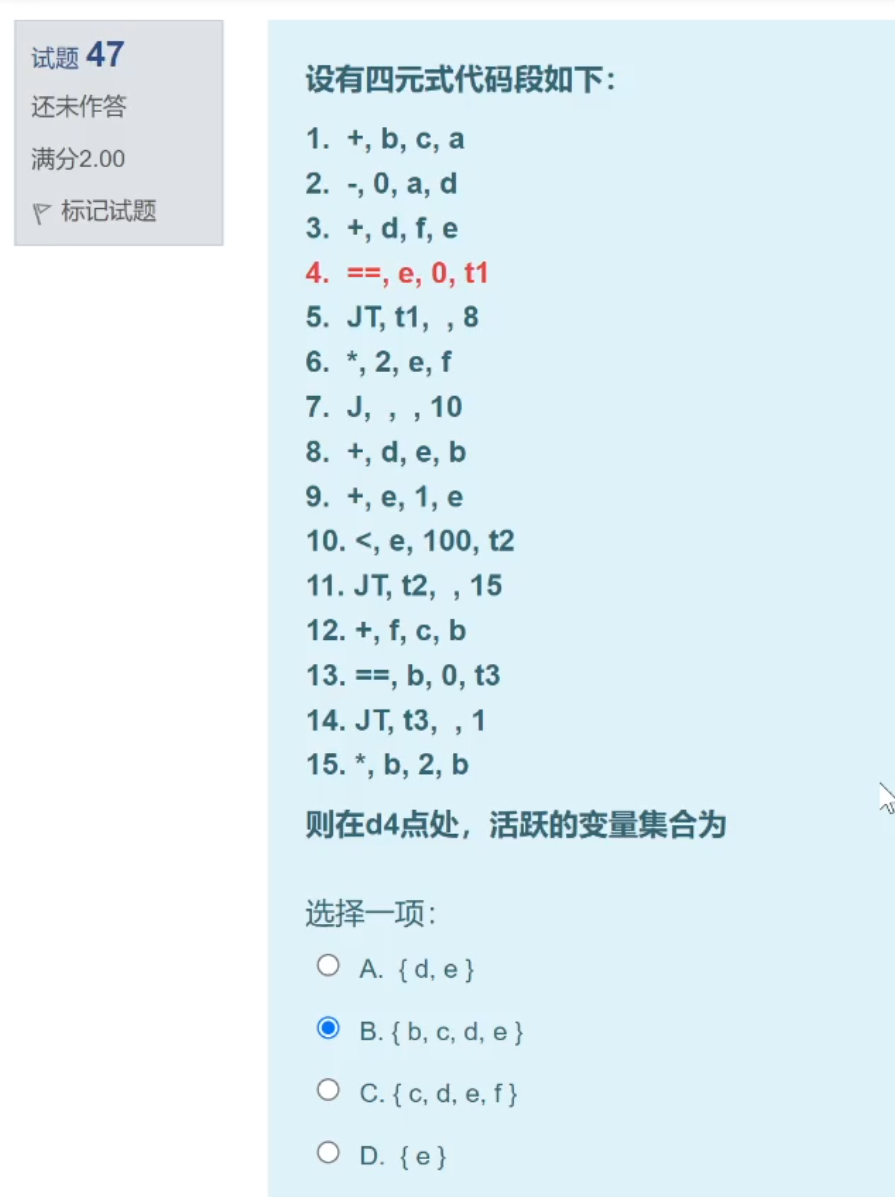 试题 47
还未作答
满分2.00
标记试题
设有四元式代码段如下:
1. +, b, c, a
2. -, 0, a, d
3. +, d, f, e
4. ==, e, 0, t1
5. JT, t1, , 8
6. *, 2, e, f
7. J, , , 10
8. +, d, e, b
9. +, e, 1, e
10. <, e, 100, t2
11. JT, t2, , 15
12. +, f, c, b
13. ==, b, 0, t3
14. JT, t3, , 1
15. *, b, 2, b
则在d4点处，活跃的变量集合为
选择一项:
A. { d, e }
B. { b, c, d, e }
C. { c, d, e, f }
D. { e }